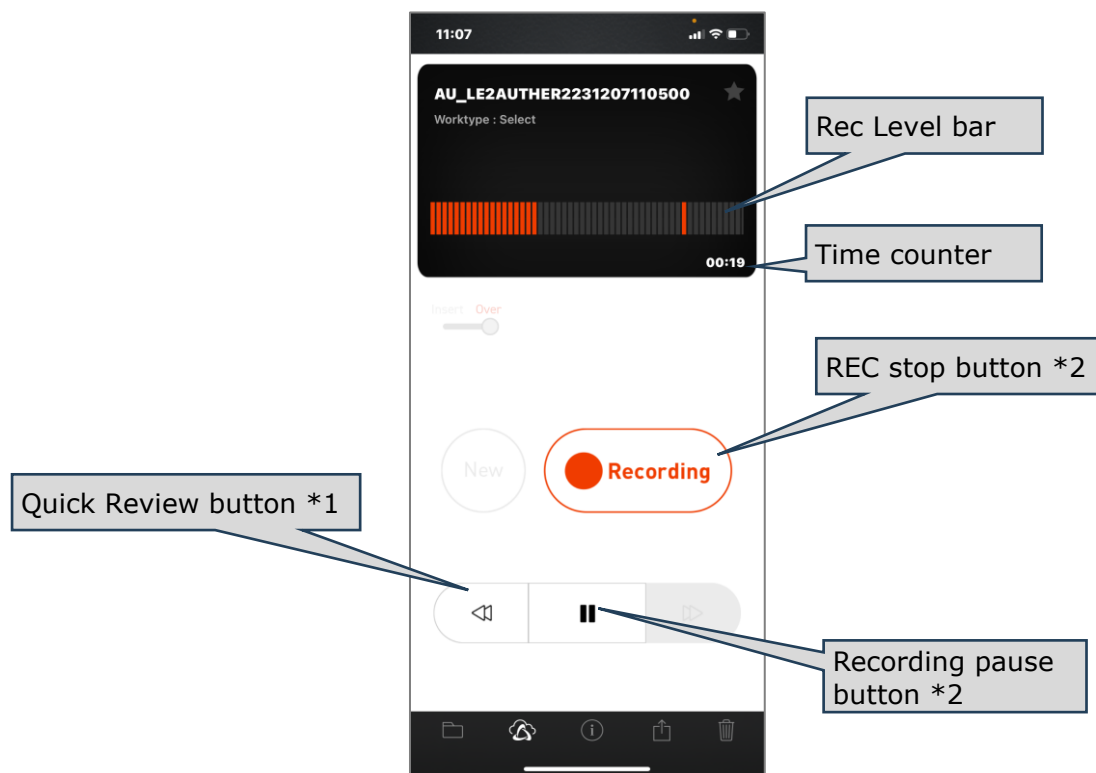 11:07
AU_LE2AUTHER2231207110500
Worktype : Select
Rec Level bar
00:19
Time counter
Insert Over
REC stop button *2
New
Recording
Quick Review button *1
Recording pause
button *2